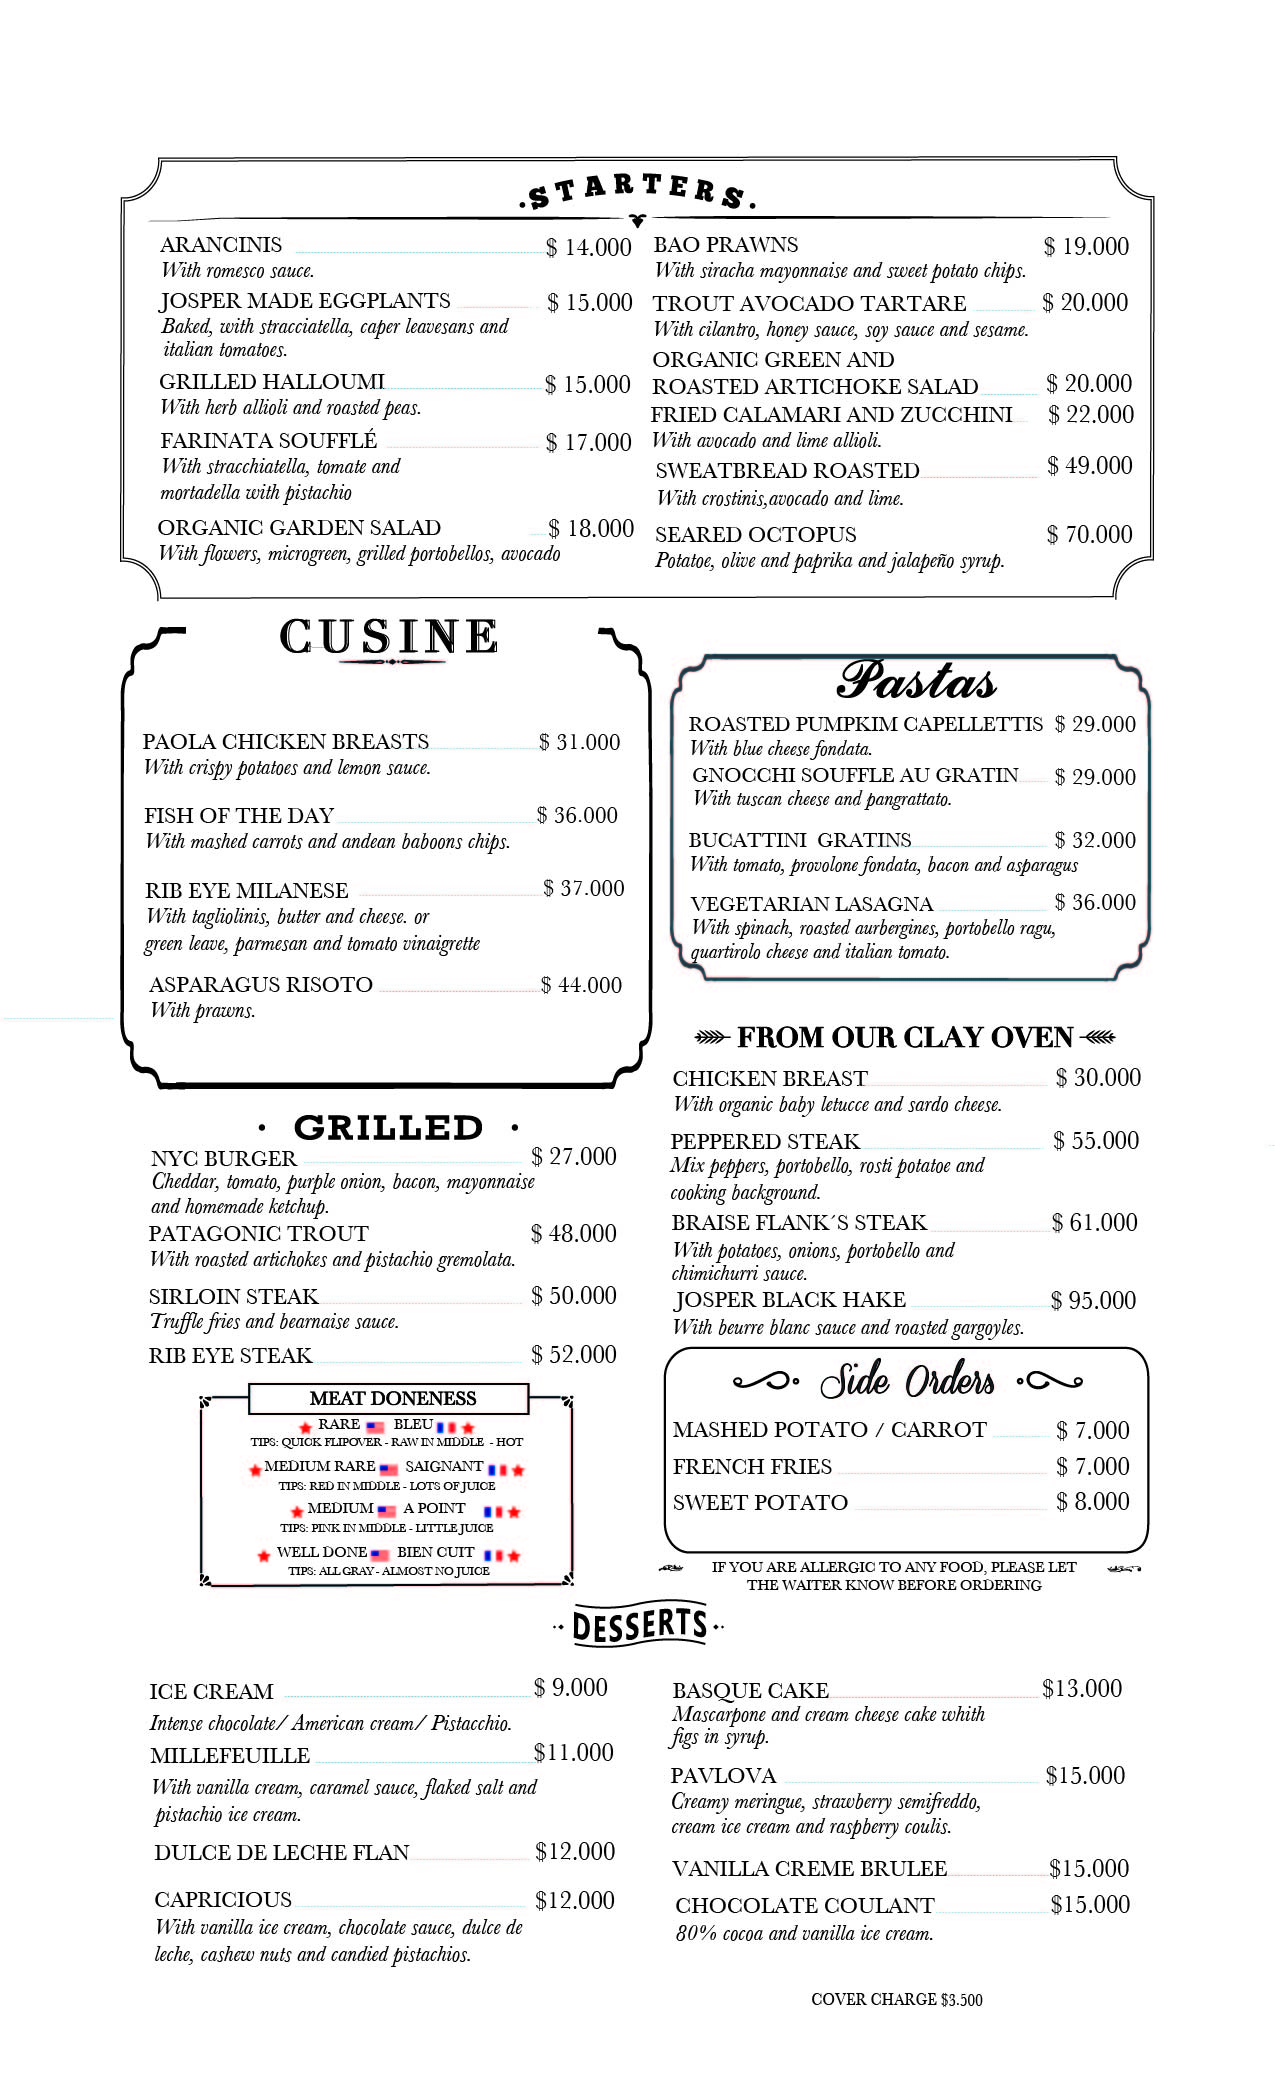 .STARTERS.
ARANCINIS $ 14.000
With romesco sauce.
JOSPER MADE EGGPLANTS $ 15.000
Baked, with stracciatella, caper leavesans and
italian tomatoes.
GRILLED HALLOUMI $ 15.000
With herb allioli and roasted peas.
FARINATA SOUFFLÉ $ 17.000
With stracchiatella, tomate and
mortadella with pistachio
ORGANIC GARDEN SALAD $ 18.000
With flowers, microgreen, grilled portobellos, avocado
BAO PRAWNS $ 19.000
With siracha mayonnaise and sweet potato chips.
TROUT AVOCADO TARTARE $ 20.000
With cilantro, honey sauce, soy sauce and sesame.
ORGANIC GREEN AND
ROASTED ARTICHOKE SALAD $ 20.000
FRIED CALAMARI AND ZUCCHINI $ 22.000
With avocado and lime allioli.
SWEATBREAD ROASTED $ 49.000
With crostinis,avocado and lime.
SEARED OCTOPUS $ 70.000
Potatoe, olive and paprika and jalapeño syrup.
CUSINE
PAOLA CHICKEN BREASTS $ 31.000
With crispy potatoes and lemon sauce.
FISH OF THE DAY $ 36.000
With mashed carrots and andean baboons chips.
RIB EYE MILANESE $ 37.000
With tagliolinis, butter and cheese. or
green leave, parmesan and tomato vinaigrette
ASPARAGUS RISOTO $ 44.000
With prawns.
Pastas
ROASTED PUMPKIM CAPELLETTIS $ 29.000
With blue cheese fondata.
GNOCCHI SOUFFLE AU GRATIN $ 29.000
With tuscan cheese and pangrattato.
BUCATTINI GRATINS $ 32.000
With tomato, provolone fondata, bacon and asparagus
VEGETARIAN LASAGNA $ 36.000
With spinach, roasted aurbergines, portobello ragu,
quartirolo cheese and italian tomato.
· GRILLED ·
NYC BURGER $ 27.000
Cheddar, tomato, purple onion, bacon, mayonnaise
and homemade ketchup.
PATAGONIC TROUT $ 48.000
With roasted artichokes and pistachio gremolata.
SIRLOIN STEAK $ 50.000
Truffle fries and bearnaise sauce.
RIB EYE STEAK $ 52.000
MEAT DONENESS
RARE BLEU
TIPS: QUICK FLIPOVER - RAW IN MIDDLE - HOT
MEDIUM RARE SAIGNANT
TIPS: RED IN MIDDLE - LOTS OF JUICE
MEDIUM A POINT
TIPS: PINK IN MIDDLE - LITTLE JUICE
WELL DONE BIEN CUIT
TIPS: ALL GRAY - ALMOST NO JUICE
FROM OUR CLAY OVEN
CHICKEN BREAST $ 30.000
With organic baby letucce and sardo cheese.
PEPPERED STEAK $ 55.000
Mix peppers, portobello, rosti potatoe and
cooking background.
BRAISE FLANK´S STEAK $ 61.000
With potatoes, onions, portobello and
chimichurri sauce.
JOSPER BLACK HAKE $ 95.000
With beurre blanc sauce and roasted gargoyles.
Side Orders
MASHED POTATO / CARROT $ 7.000
FRENCH FRIES $ 7.000
SWEET POTATO $ 8.000
IF YOU ARE ALLERGIC TO ANY FOOD, PLEASE LET
THE WAITER KNOW BEFORE ORDERING
DESSERTS
ICE CREAM $ 9.000
Intense chocolate/ American cream/ Pistacchio.
MILLEFEUILLE $11.000
With vanilla cream, caramel sauce, flaked salt and
pistachio ice cream.
DULCE DE LECHE FLAN $12.000
CAPRICIOUS $12.000
With vanilla ice cream, chocolate sauce, dulce de
leche, cashew nuts and candied pistachios.
BASQUE CAKE $13.000
Mascarpone and cream cheese cake whith
figs in syrup.
PAVLOVA $15.000
Creamy meringue, strawberry semifreddo,
cream ice cream and raspberry coulis.
VANILLA CREME BRULEE $15.000
CHOCOLATE COULANT $15.000
80% cocoa and vanilla ice cream.
COVER CHARGE $3.500